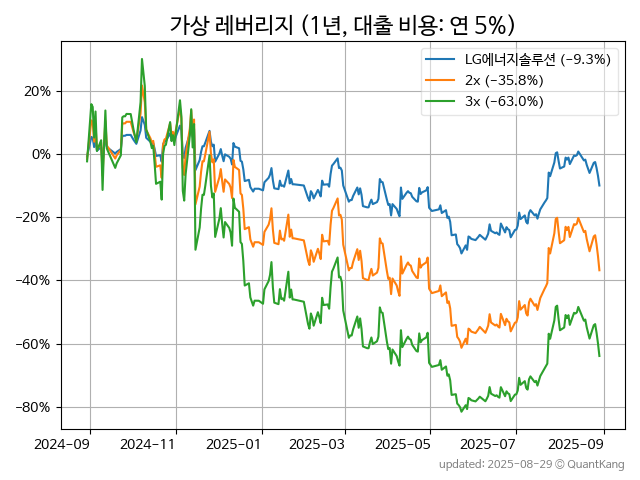 가상 레버리지 (1년, 대출 비용: 연 5%)
LG에너지솔루션 (−9.3%)
2x (−35.8%)
3x (−63.0%)
20%
0%
−20%
−40%
−60%
−80%
2024-09 2024-11 2025-01 2025-03 2025-05 2025-07 2025-09
updated: 2025-08-29 © QuantKang